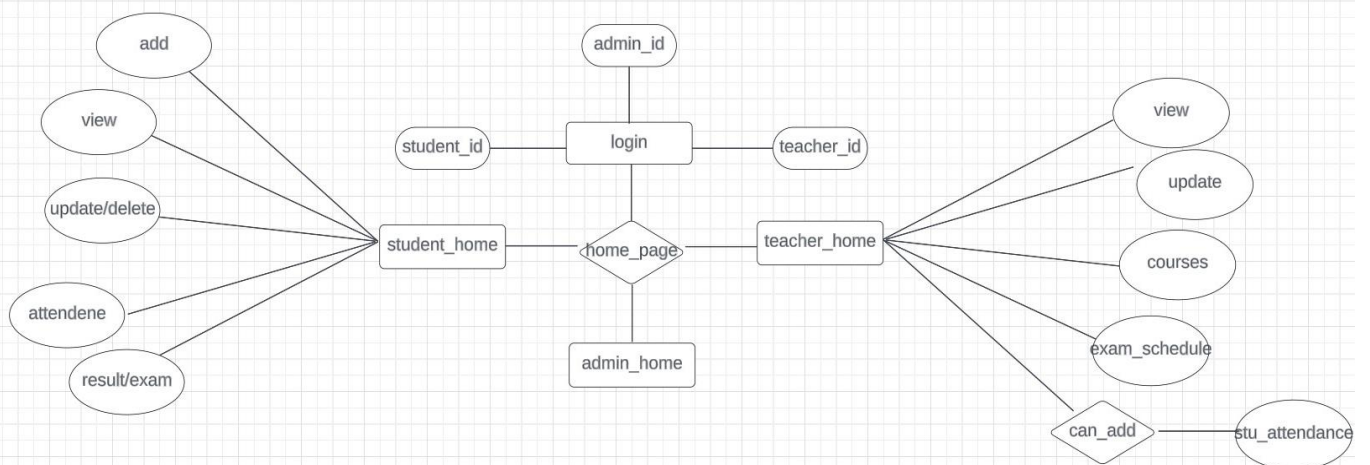 add
admin_id
view
view
login
student_id
teacher_id
update
update/delete
student_home
home_page
teacher_home
courses
attendene
exam_schedule
admin_home
result/exam
can_add
stu_attendance